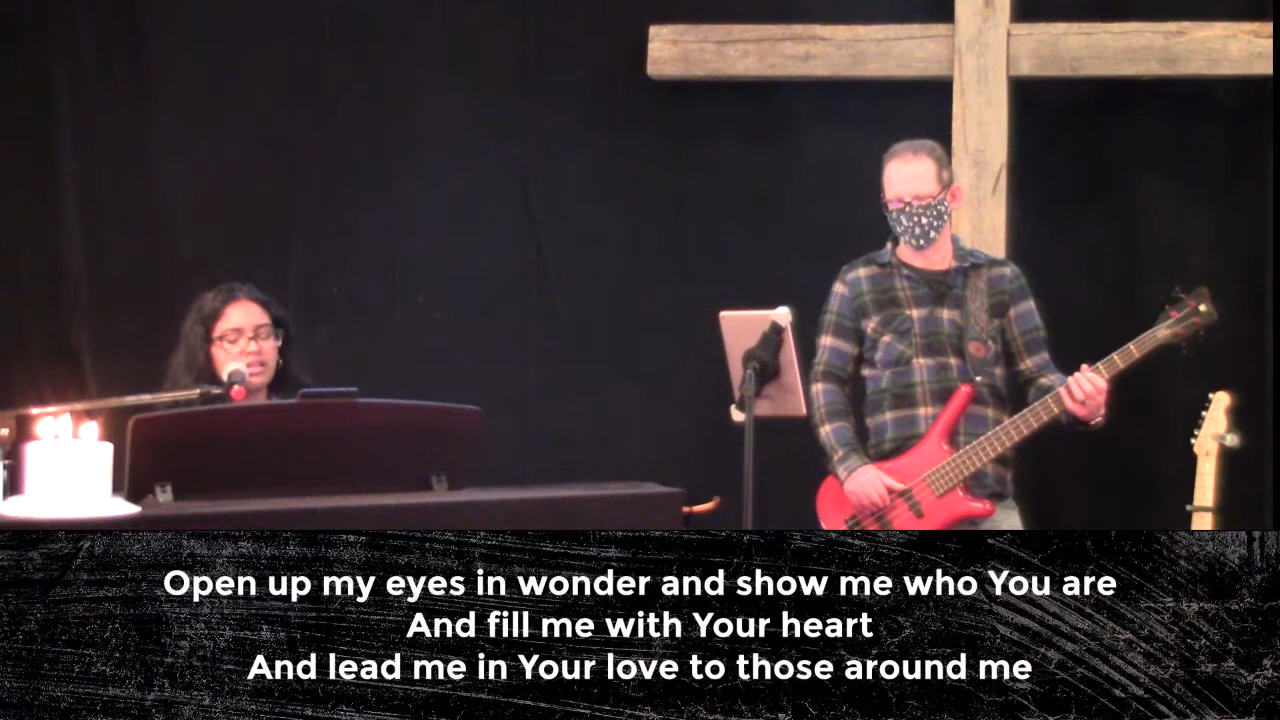 Open up my eyes in wonder and show me who You are
And fill me with Your heart
And lead me in Your love to those around me